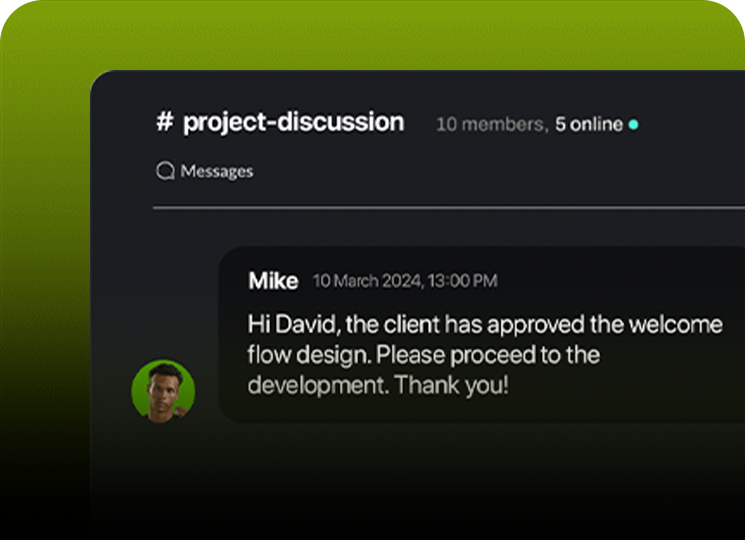 # project-discussion 10 members, 5 online
Messages
Mike 10 March 2024, 13:00 PM
Hi David, the client has approved the welcome
flow design. Please proceed to the
development. Thank you!